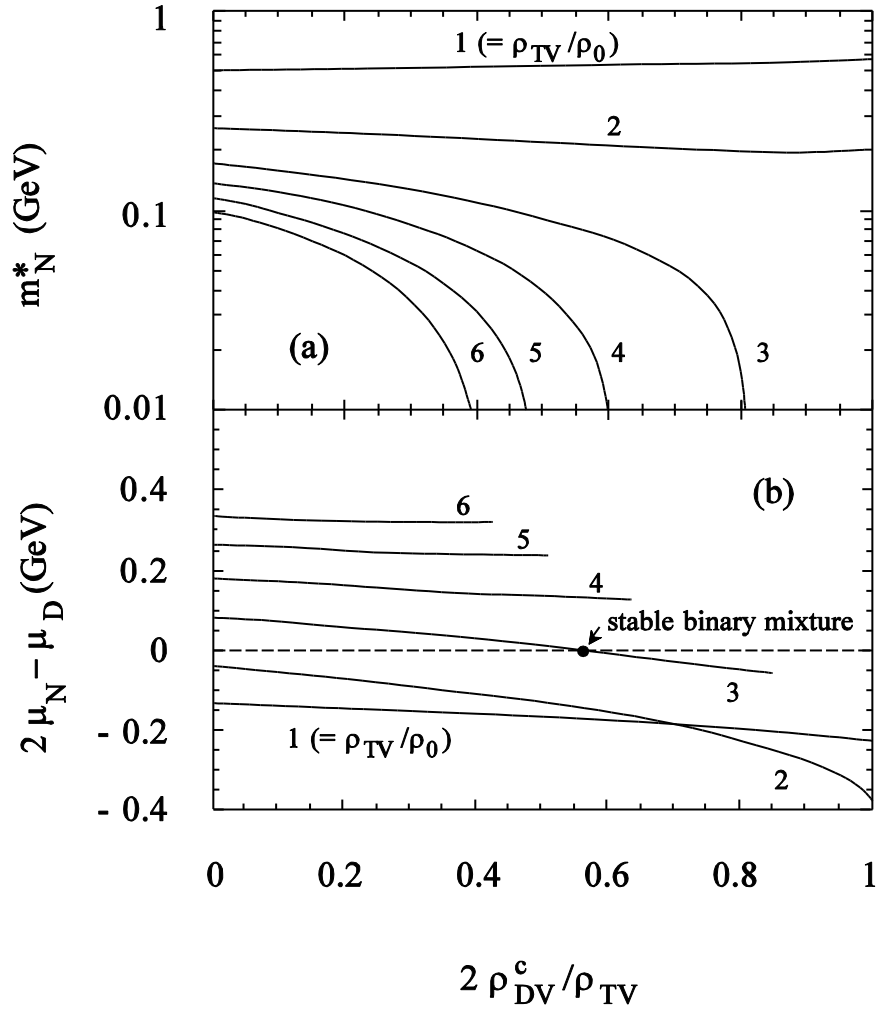 1
1 (= ρTV/ρ0)
2
m*N (GeV)
0.1
(a)
6
5
4
3
0.01
0.4
6
(b)
5
2 μN − μD (GeV)
0.2
4
stable binary mixture
0
3
1 (= ρTV/ρ0)
- 0.2
2
- 0.4
0 0.2 0.4 0.6 0.8 1
2 ρcDV/ρTV